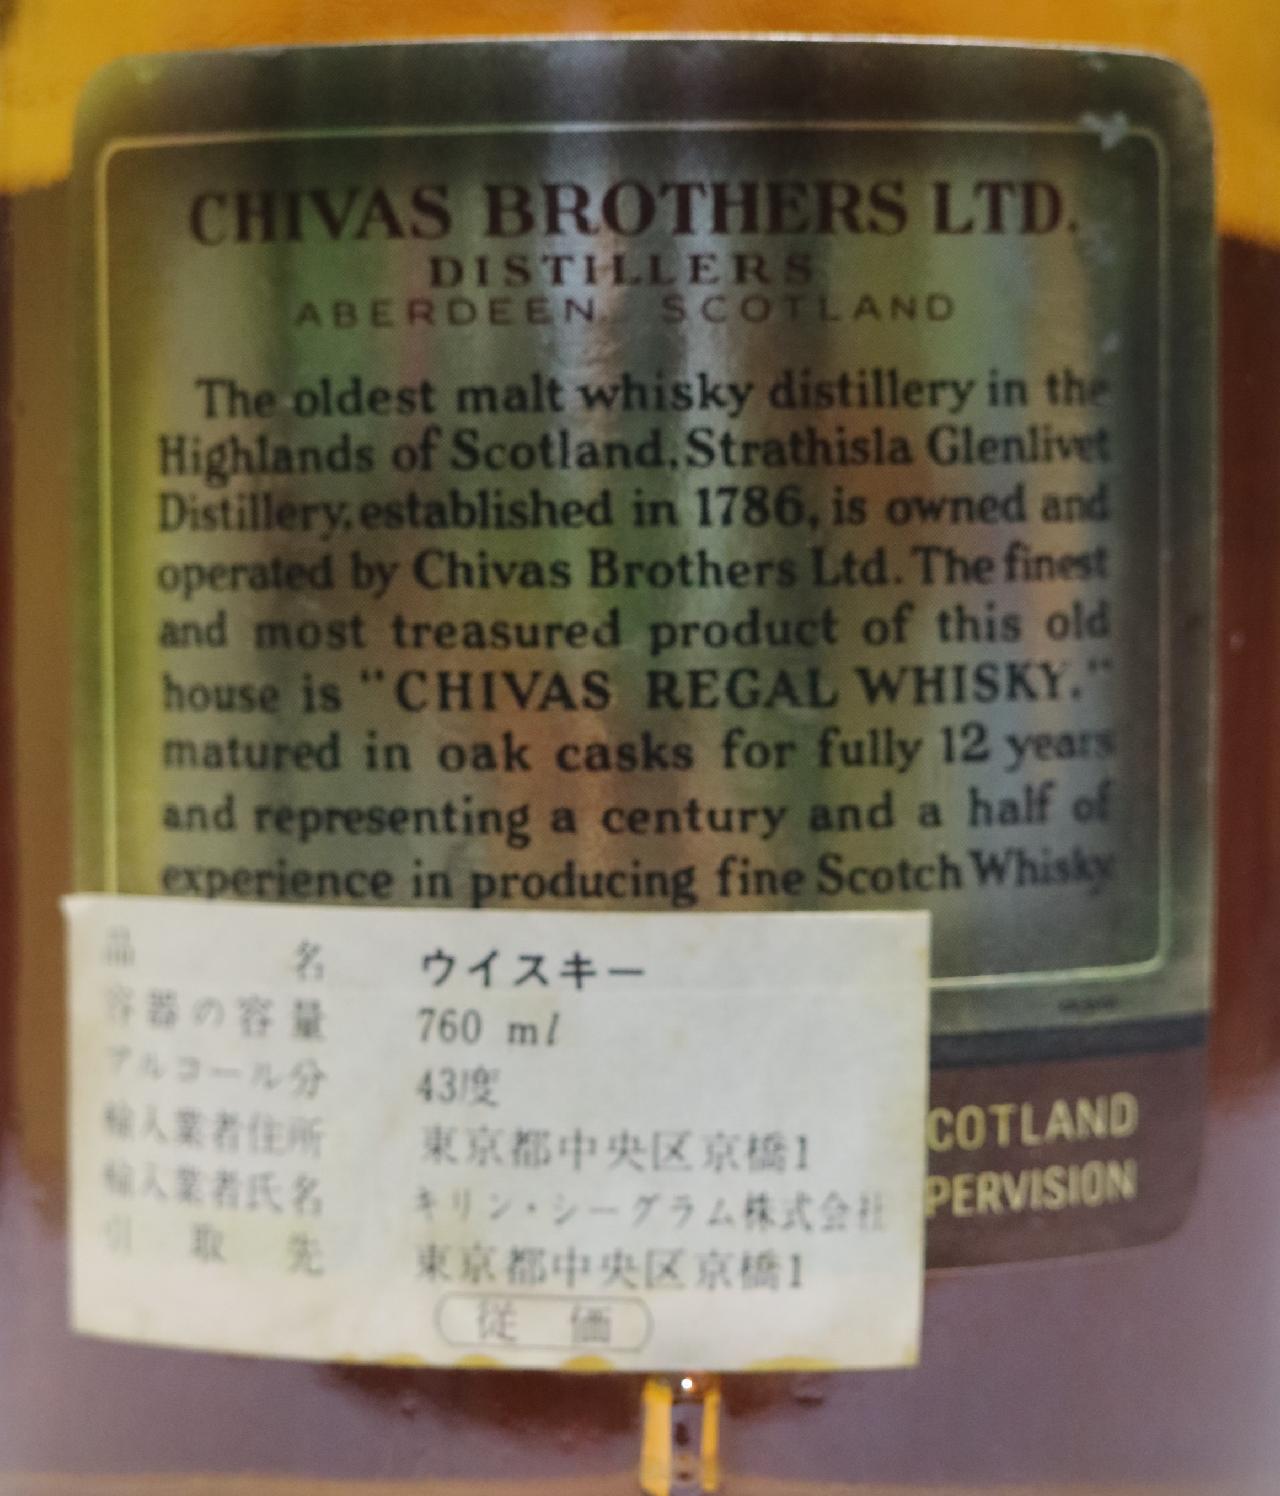 CHIVAS BROTHERS LTD.
DISTILLERS
ABERDEEN SCOTLAND
The oldest malt whisky distillery in the
Highlands of Scotland, Strathisla Glenlivet
Distillery, established in 1786, is owned and
operated by Chivas Brothers Ltd. The finest
and most treasured product of this old
house is "CHIVAS REGAL WHISKY."
matured in oak casks for fully 12 years
and representing a century and a half of
experience in producing fine Scotch Whisky
品名 ウイスキー
容器の容量 760 ml
アルコール分 43度
輸入業者住所 東京都中央区京橋1
輸入業者氏名 キリン・シーグラム株式会社
引取先 東京都中央区京橋1
従価
COTLAND
PERVISION